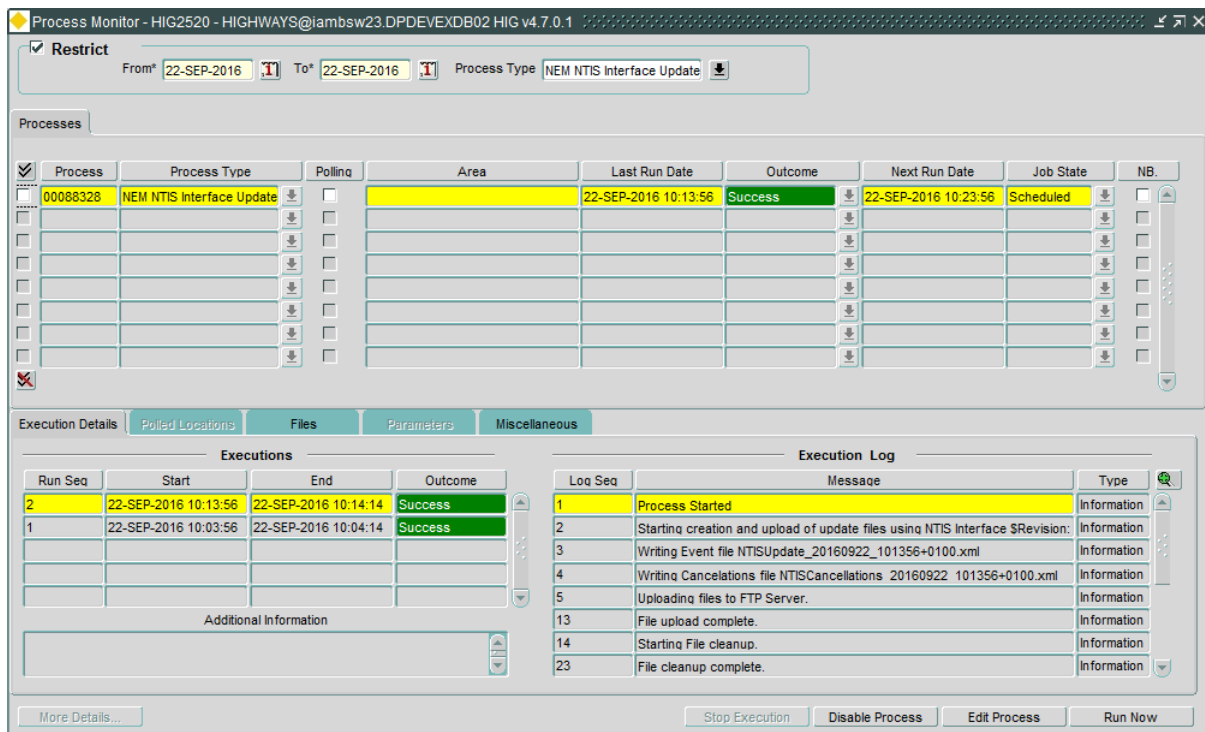 Process Monitor - HIG2520 - HIGHWAYS@iambsw23.DPDEVEXDB02 HIG v4.7.0.1
Restrict
From* 22-SEP-2016 To* 22-SEP-2016 Process Type NEM NTIS Interface Update
Processes
Process Process Type Polling Area Last Run Date Outcome Next Run Date Job State NB.
00088328 NEM NTIS Interface Update 22-SEP-2016 10:13:56 Success 22-SEP-2016 10:23:56 Scheduled
Execution Details Polled Locations Files Parameters Miscellaneous
Executions Execution Log
Run Seq Start End Outcome Log Seq Message Type
2 22-SEP-2016 10:13:56 22-SEP-2016 10:14:14 Success 1 Process Started Information
1 22-SEP-2016 10:03:56 22-SEP-2016 10:04:14 Success 2 Starting creation and upload of update files using NTIS Interface $Revision: Information
3 Writing Event file NTISUpdate_20160922_101356+0100.xml Information
4 Writing Cancelations file NTISCancellations_20160922_101356+0100.xml Information
5 Uploading files to FTP Server. Information
Additional Information 13 File upload complete. Information
14 Starting File cleanup. Information
23 File cleanup complete. Information
More Details... Stop Execution Disable Process Edit Process Run Now